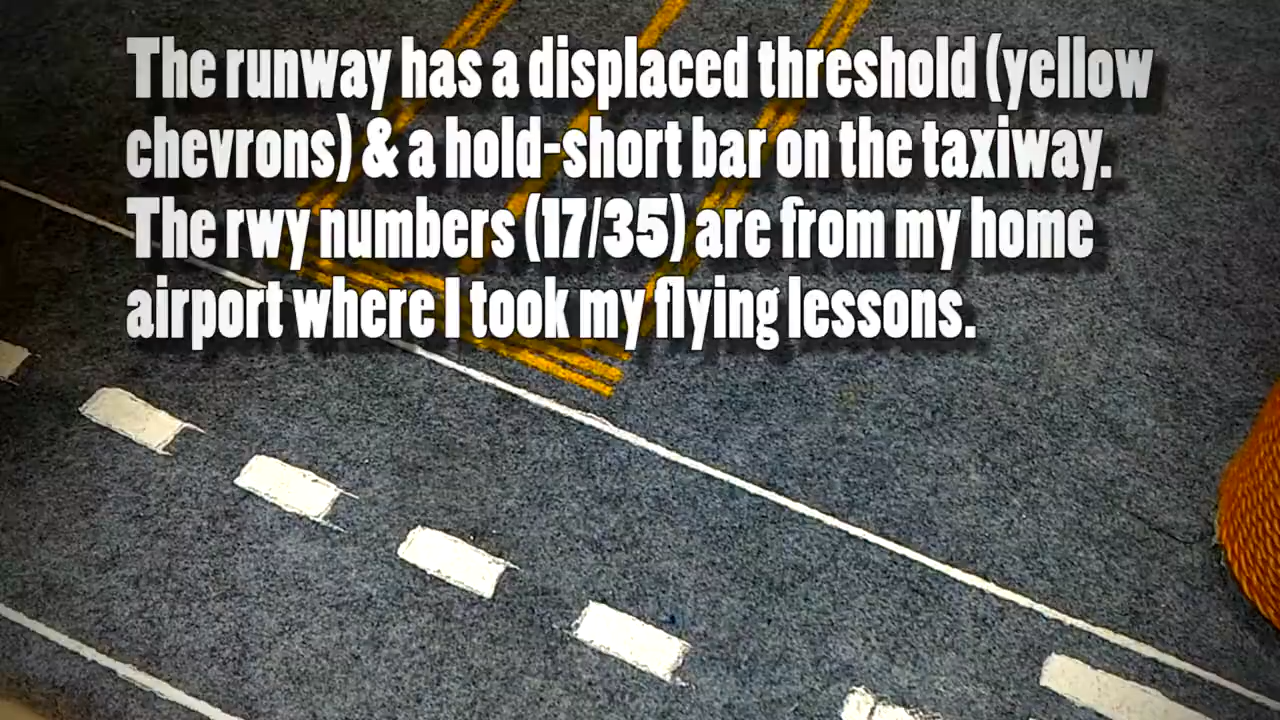 The runway has a displaced threshold (yellow
chevrons) & a hold-short bar on the taxiway.
The rwy numbers (17/35) are from my home
airport where I took my flying lessons.